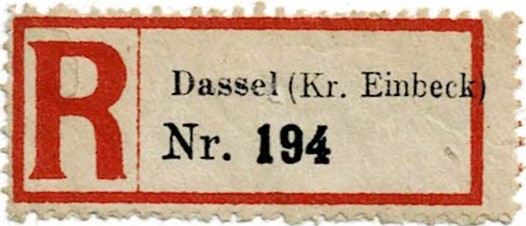 R
Dassel (Kr. Einbeck)
Nr. 194